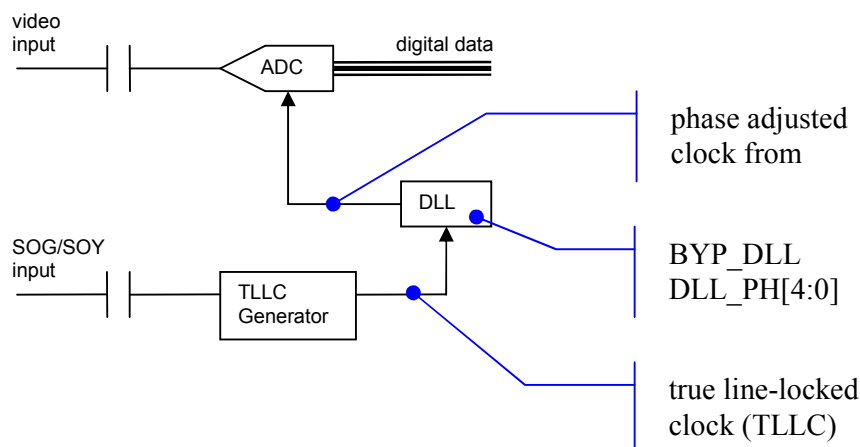 video
input
ADC
digital data
phase adjusted
clock from
DLL
SOG/SOY
input
BYP_DLL
DLL_PH[4:0]
TLLC
Generator
true line-locked
clock (TLLC)